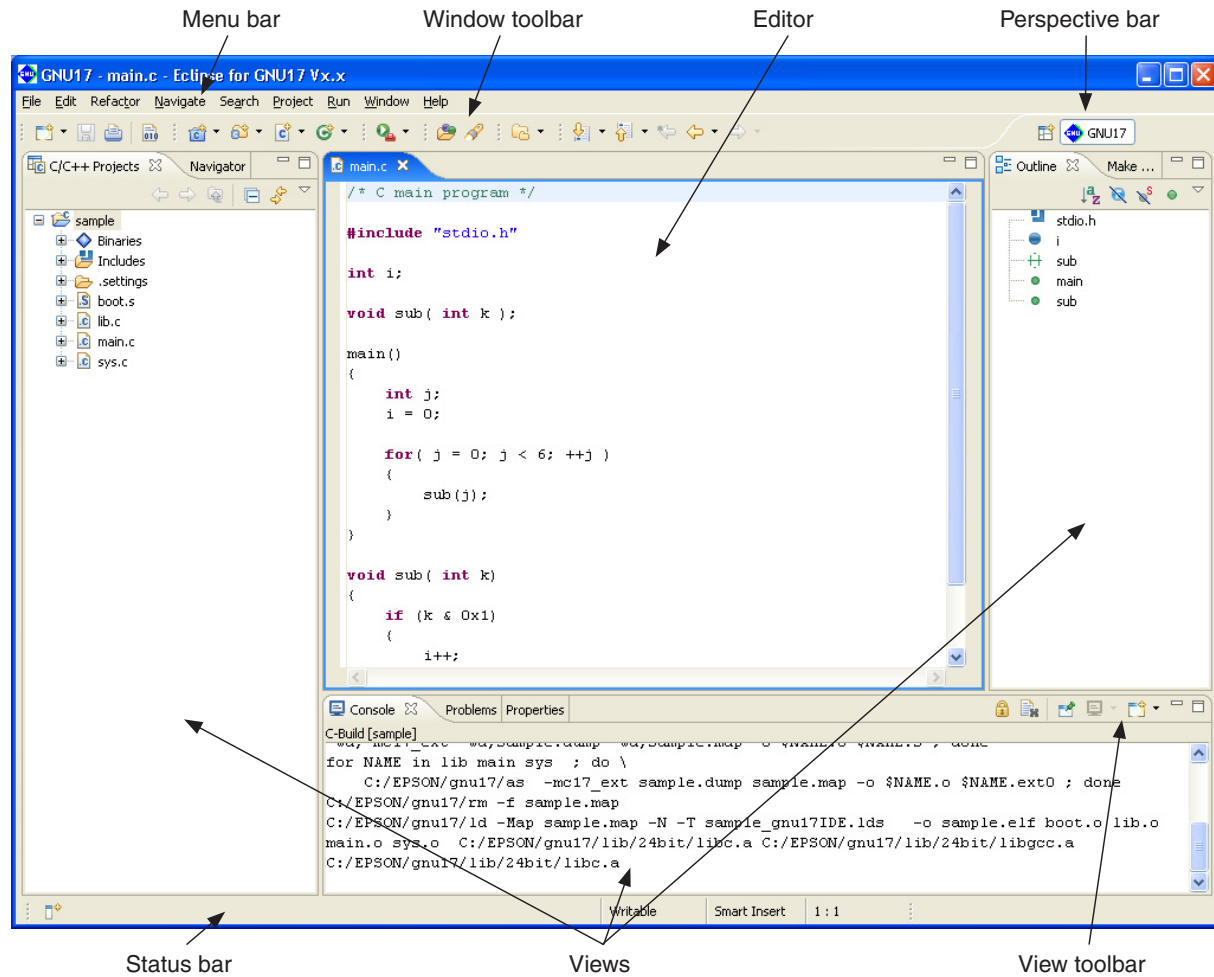 Menu bar
Window toolbar
Editor
Perspective bar
GNU17 - main.c - Eclipse for GNU17 Vx.x
File Edit Refactor Navigate Search Project Run Window Help
GNU17
C/C++ Projects
Navigator
sample
Binaries
Includes
.settings
boot.s
lib.c
main.c
sys.c
main.c
/* C main program */
#include "stdio.h"
int i;
void sub( int k );
main()
{
int j;
i = 0;
for( j = 0; j < 6; ++j )
{
sub(j);
}
}
void sub( int k)
{
if (k & 0x1)
{
i++;
Outline
Make ...
stdio.h
i
sub
main
sub
Console
Problems
Properties
C-Build [sample]
for NAME in lib main sys ; do \
C:/EPSON/gnu17/as -mc17_ext sample.dump sample.map -o $NAME.o $NAME.ext0 ; done
C:/EPSON/gnu17/rm -f sample.map
C:/EPSON/gnu17/ld -Map sample.map -N -T sample_gnu17IDE.lds -o sample.elf boot.o lib.o
main.o sys.o C:/EPSON/gnu17/lib/24bit/libc.a C:/EPSON/gnu17/lib/24bit/libgcc.a
C:/EPSON/gnu17/lib/24bit/libc.a
Writable
Smart Insert
1 : 1
Status bar
Views
View toolbar